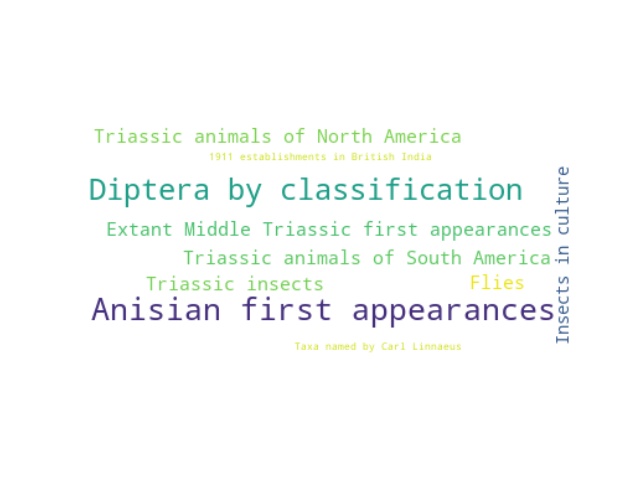 Triassic animals of North America
1911 establishments in British India
Diptera by classification
Extant Middle Triassic first appearances
Triassic animals of South America
Triassic insects
Flies
Anisian first appearances
Taxa named by Carl Linnaeus
Insects in culture